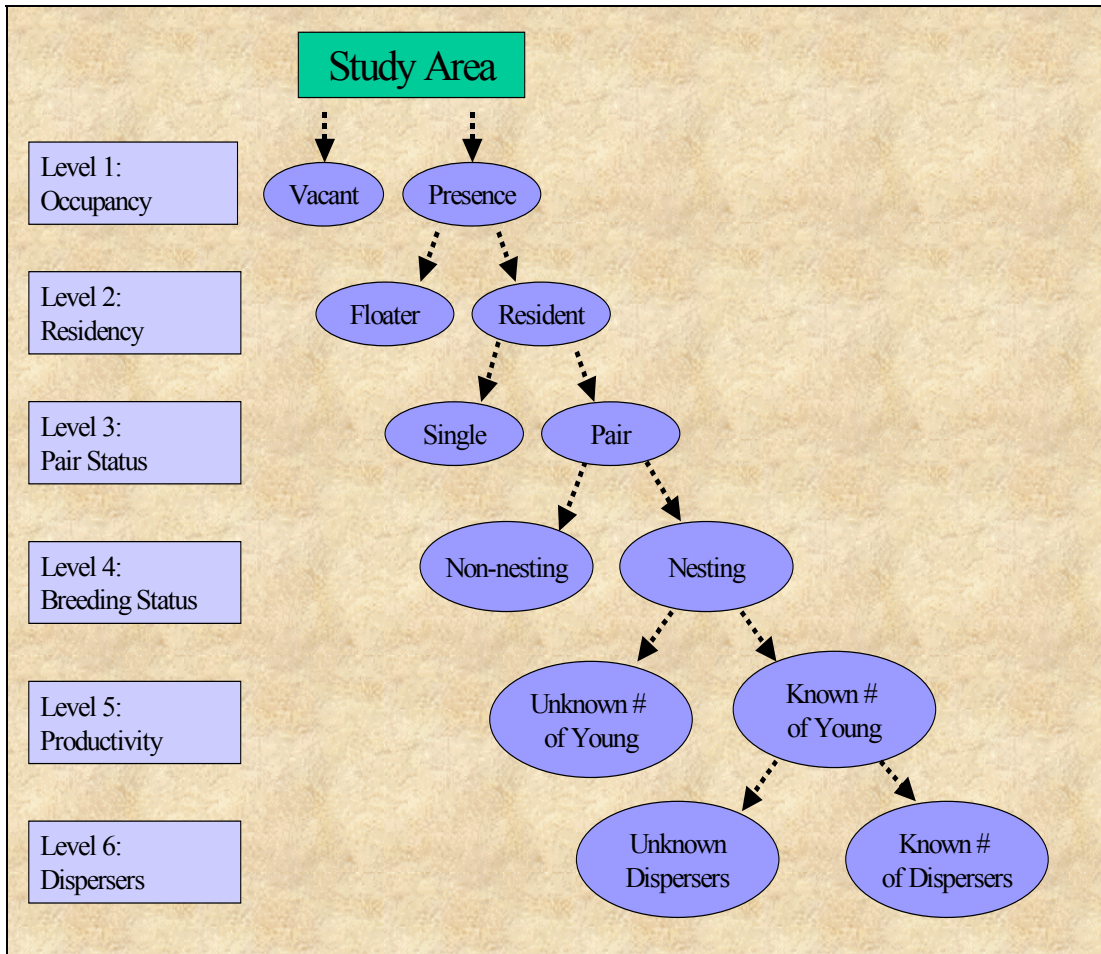 Study Area
Level 1:
Occupancy
Vacant
Presence
Level 2:
Residency
Floater
Resident
Level 3:
Pair Status
Single
Pair
Level 4:
Breeding Status
Non-nesting
Nesting
Level 5:
Productivity
Unknown #
of Young
Known #
of Young
Level 6:
Dispersers
Unknown
Dispersers
Known #
of Dispersers